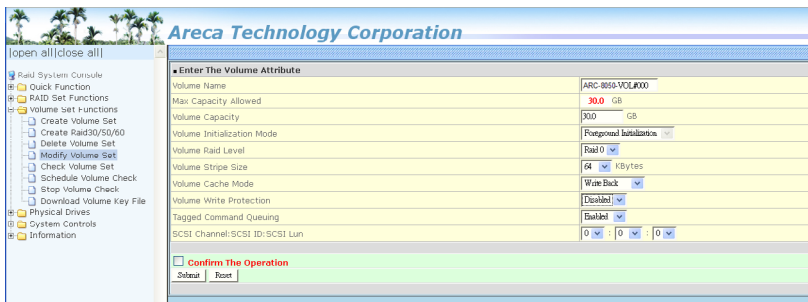 Areca Technology Corporation
|open all|close all|
Raid System Console
Quick Function
RAID Set Functions
Volume Set Functions
Create Volume Set
Create Raid30/50/60
Delete Volume Set
Modify Volume Set
Check Volume Set
Schedule Volume Check
Stop Volume Check
Download Volume Key File
Physical Drives
System Controls
Information
Enter The Volume Attribute
Volume Name ARC-8050-VOL#000
Max Capacity Allowed 30.0 GB
Volume Capacity 30.0 GB
Volume Initialization Mode Foreground Initialization
Volume Raid Level Raid 0
Volume Stripe Size 64 KBytes
Volume Cache Mode Write Back
Volume Write Protection Disabled
Tagged Command Queuing Enabled
SCSI Channel:SCSI ID:SCSI Lun 0 : 0 : 0
Confirm The Operation
Submit Reset